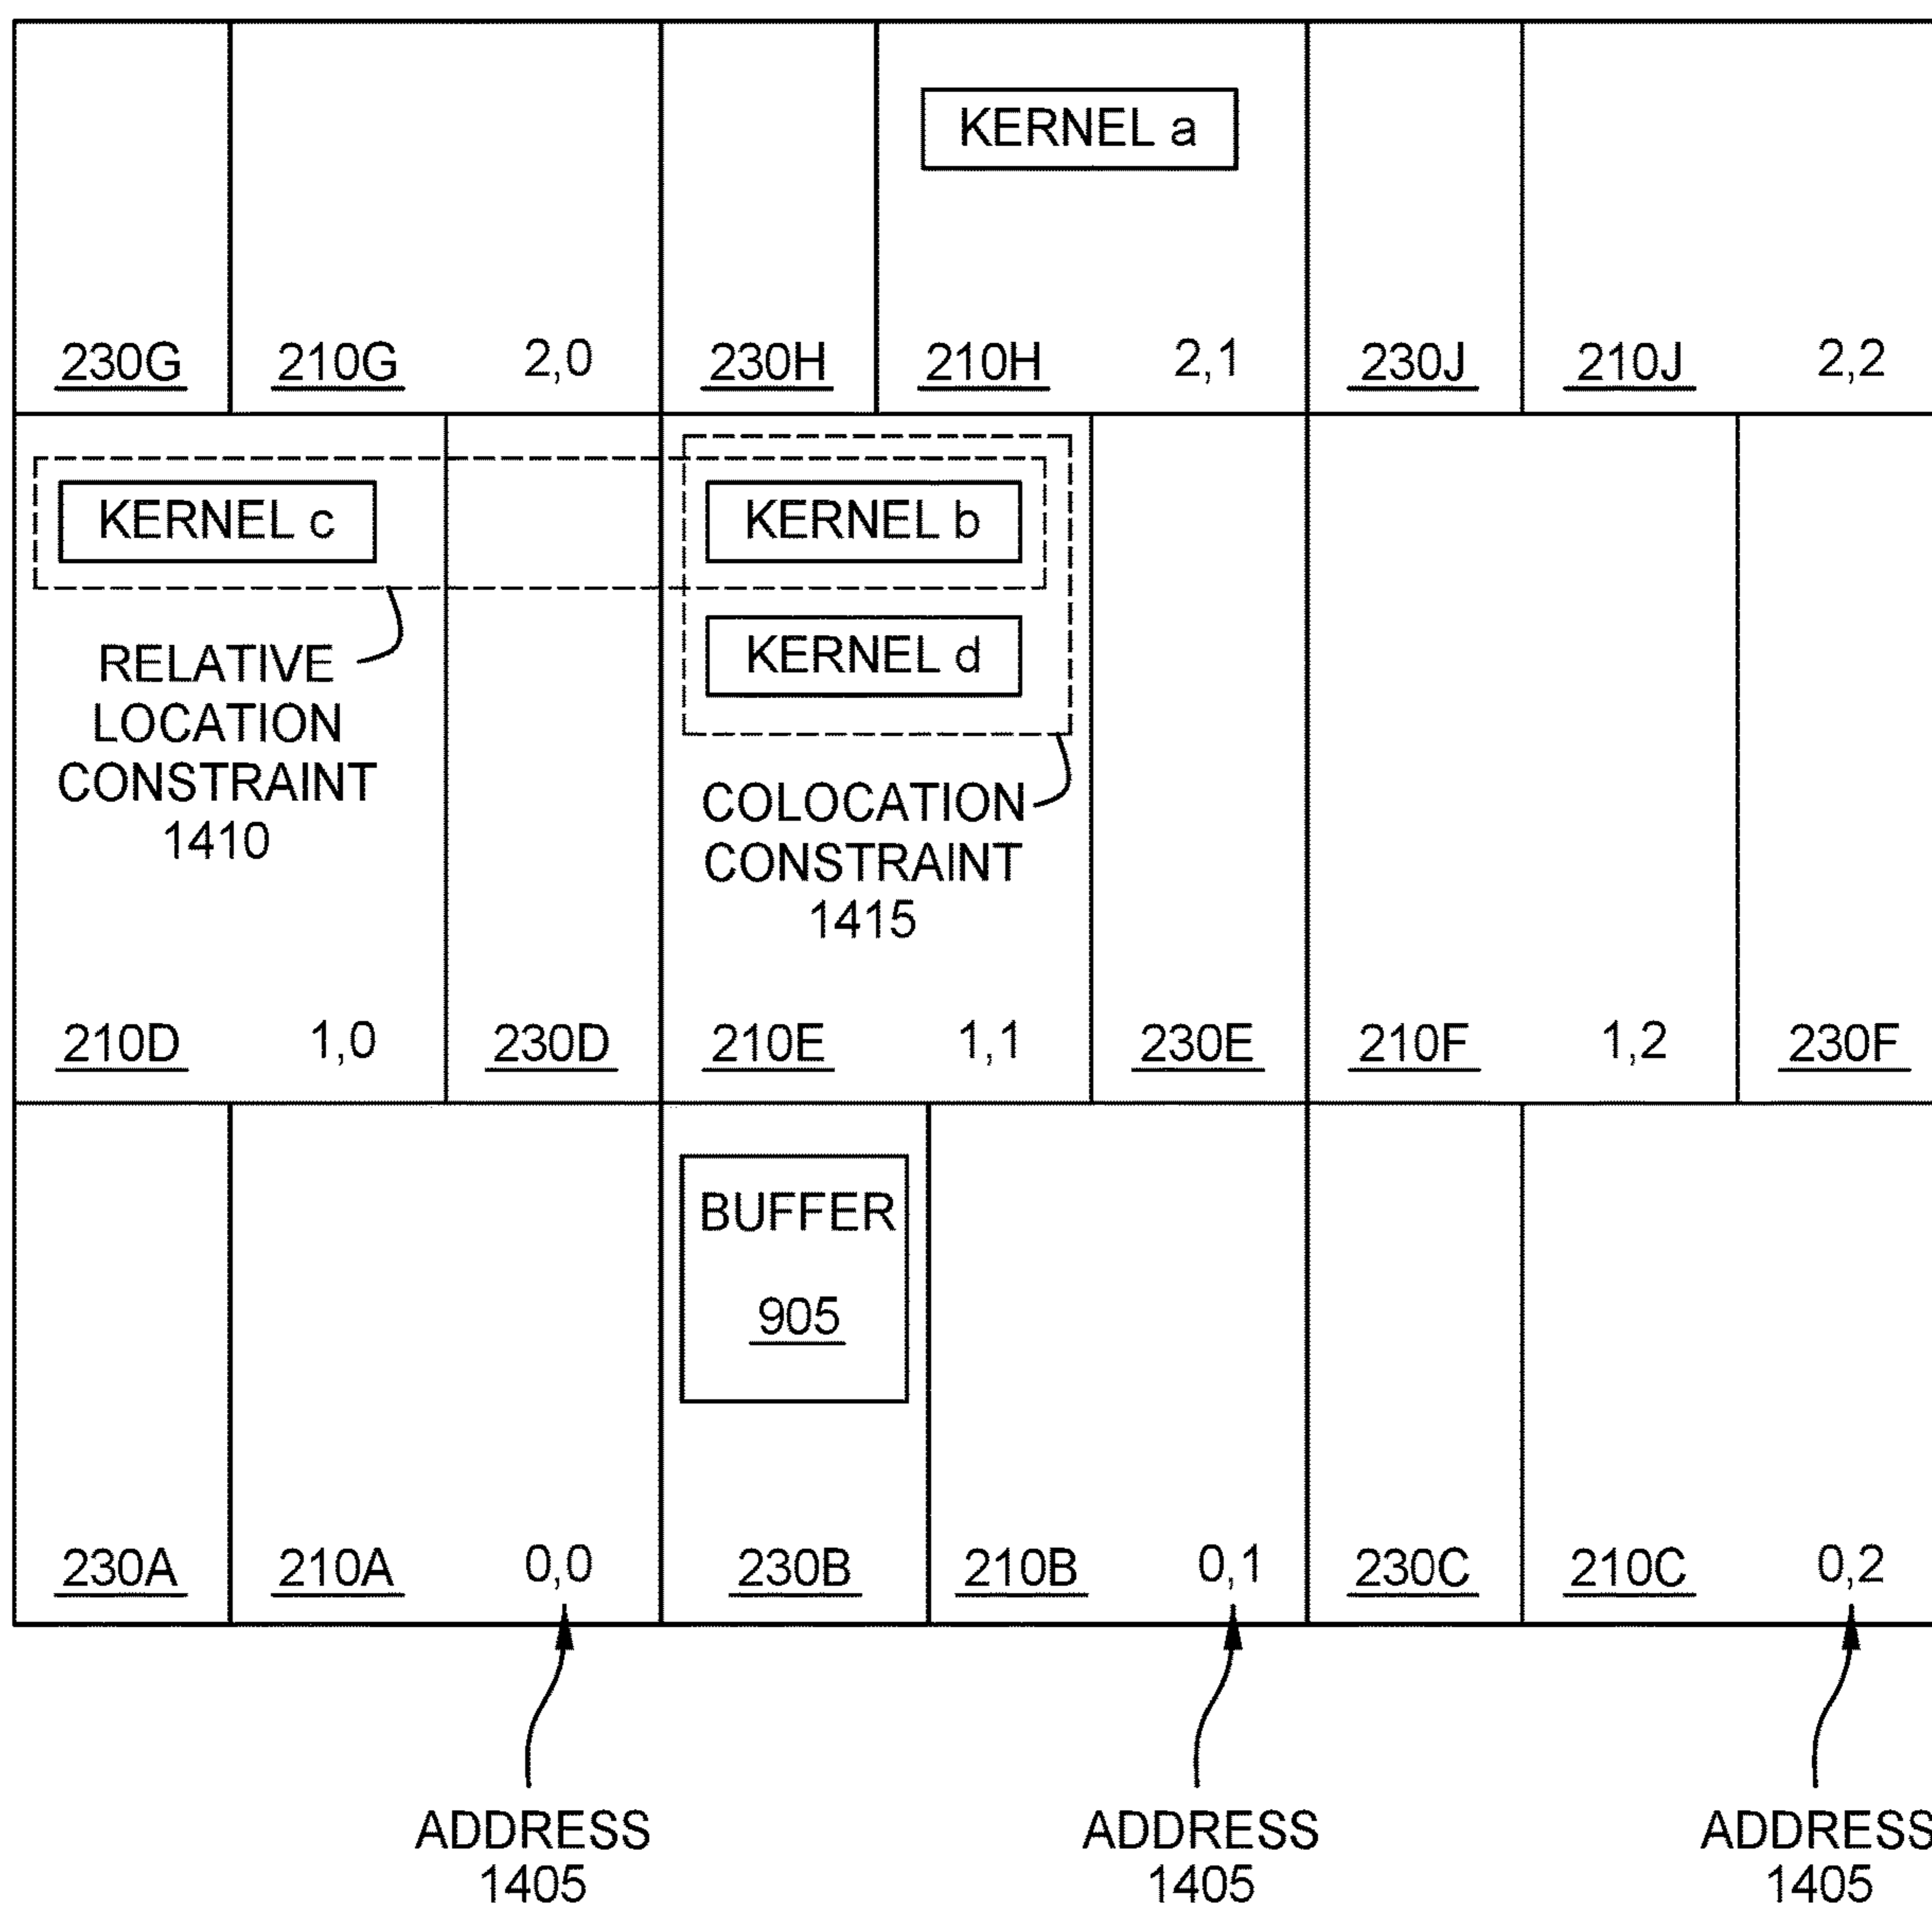 KERNEL a
230G 210G 2,0 230H 210H 2,1 230J 210J 2,2
KERNEL c
KERNEL b
KERNEL d
RELATIVE
LOCATION
CONSTRAINT
1410
COLOCATION
CONSTRAINT
1415
210D 1,0 230D 210E 1,1 230E 210F 1,2 230F
BUFFER
905
230A 210A 0,0 230B 210B 0,1 230C 210C 0,2
ADDRESS
1405
ADDRESS
1405
ADDRESS
1405